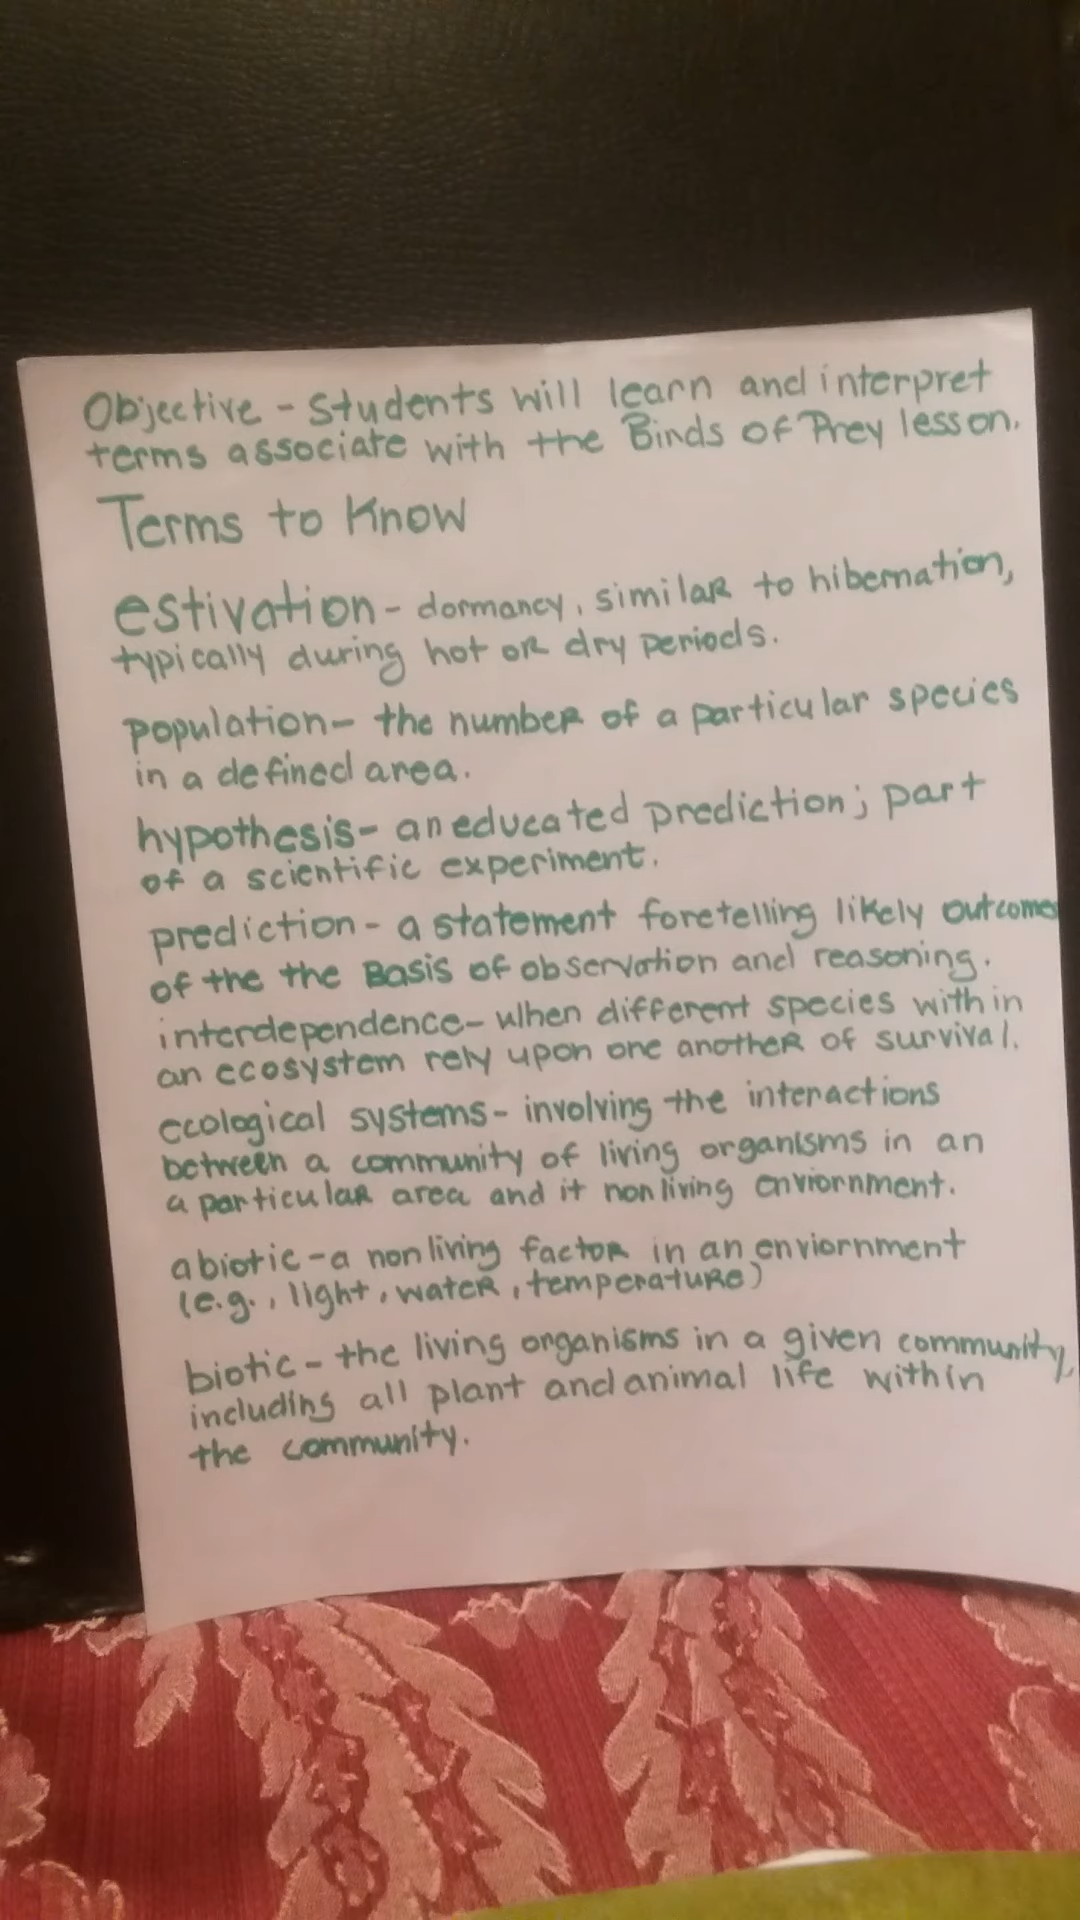 Objective - Students will learn and interpret
terms associate with the Binds of Prey lesson.
Terms to Know
estivation - dormancy, similar to hibernation,
typically during hot or dry periods.
population - the number of a particular species
in a defined area.
hypothesis - an educated prediction; part
of a scientific experiment.
prediction - a statement foretelling likely outcomes
of the the Basis of observation and reasoning.
interdependence - When different species within
an ecosystem rely upon one another of survival.
ecological systems - involving the interactions
between a community of living organisms in an
a particular area and it nonliving enviornment.
abiotic - a nonliving factor in an enviornment
(e.g., light, water, temperature)
biotic - the living organisms in a given community,
including all plant and animal life within
the community.